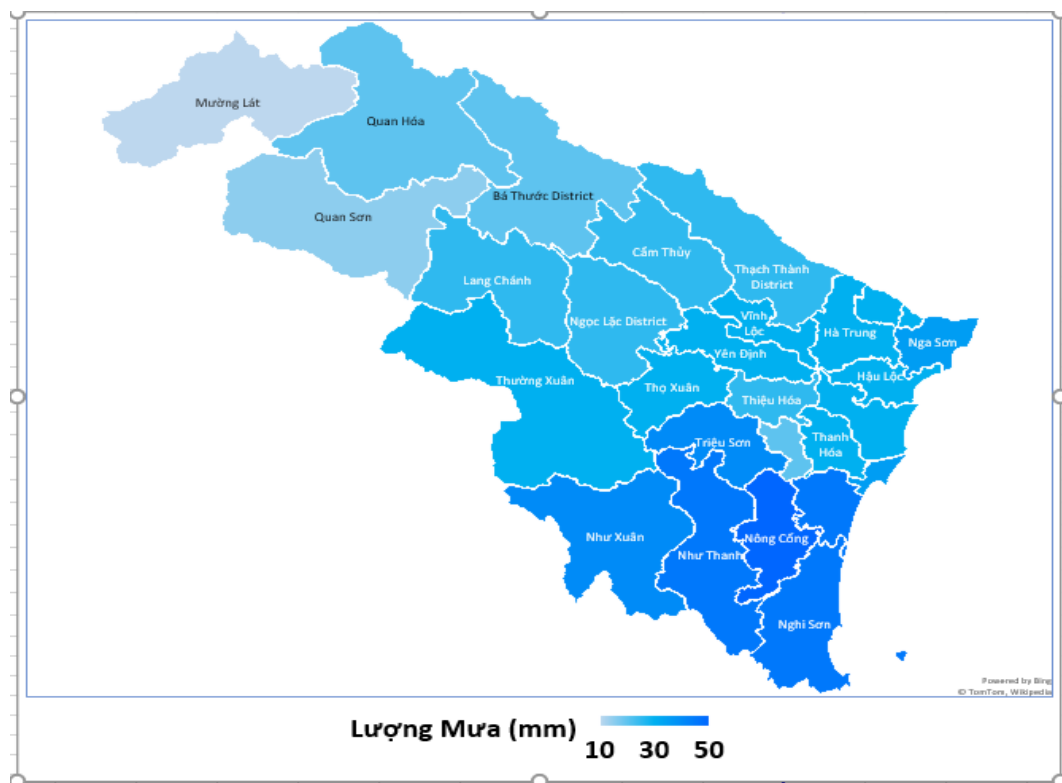 Mường Lát
Quan Hóa
Bá Thước District
Quan Sơn
Cẩm Thủy
Lang Chánh
Thạch Thành
District
Ngọc Lặc District
Vĩnh
Lộc
Hà Trung
Nga Sơn
Yên Định
Hậu Lộc
Thường Xuân
Thọ Xuân
Thiệu Hóa
Triệu Sơn
Thanh
Hóa
Như Xuân
Như Thanh
Nông Cống
Nghi Sơn
Powered by Bing
© TomTom, Wikipedia
Lượng Mưa (mm)
10 30 50